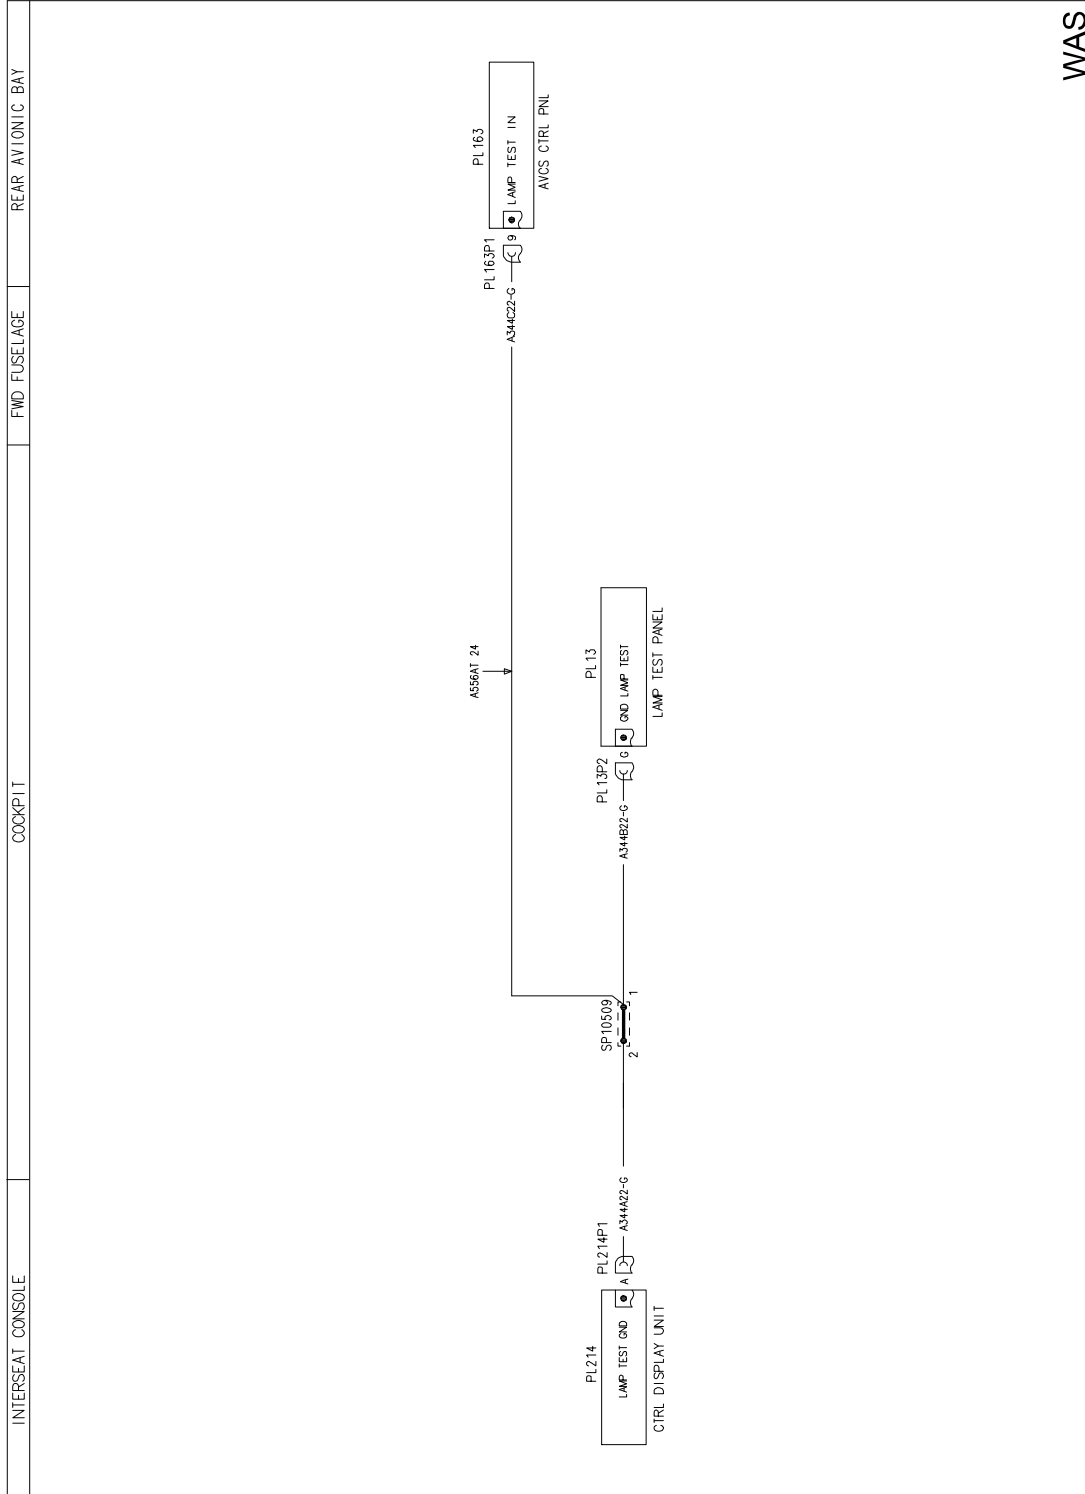 INTERSEAT CONSOLE
COCKPIT
FWD FUSELAGE
REAR AVIONIC BAY
PL163
LAMP TEST IN
AVCS CTRL PNL
PL163P1
9
A344C22-G
A556AT 24
PL13
GND LAMP TEST
LAMP TEST PANEL
PL13P2
G
A344B22-G
SP10509
1
2
PL214
LAMP TEST GND
CTRL DISPLAY UNIT
PL214P1
A
A344A22-G
WAS